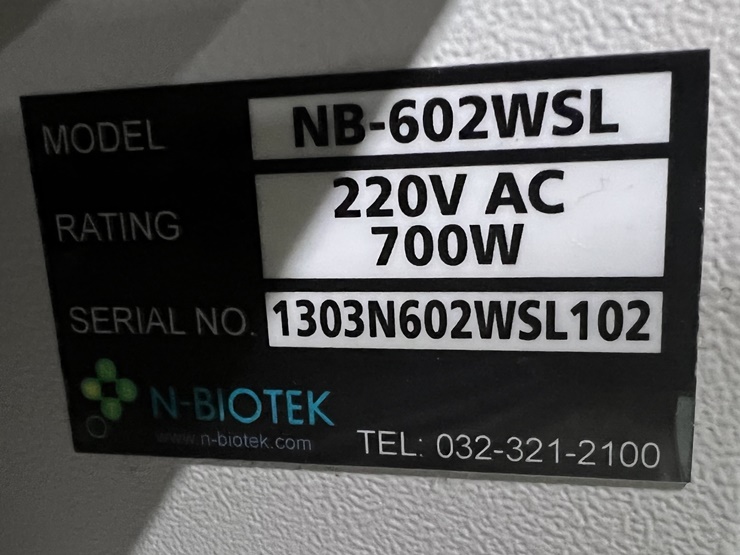 MODEL NB-602WSL
RATING 220V AC
700W
SERIAL NO. 1303N602WSL102
N-BIOTEK
www.n-biotek.com
TEL: 032-321-2100